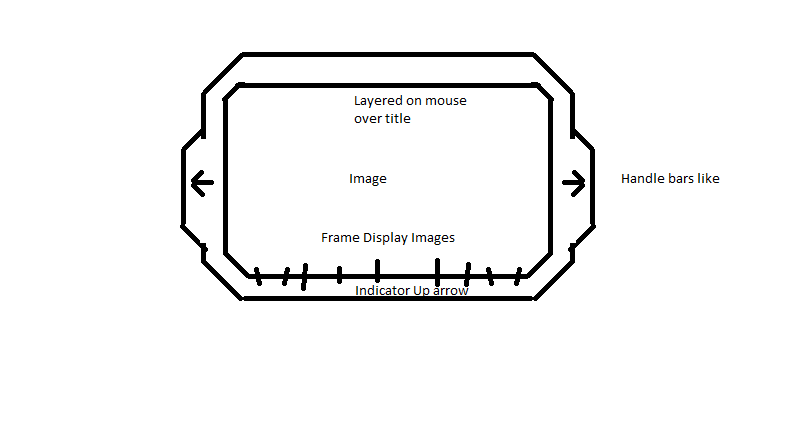 Layered on mouse
over title
Image
Handle bars like
Frame Display Images
Indicator Up arrow